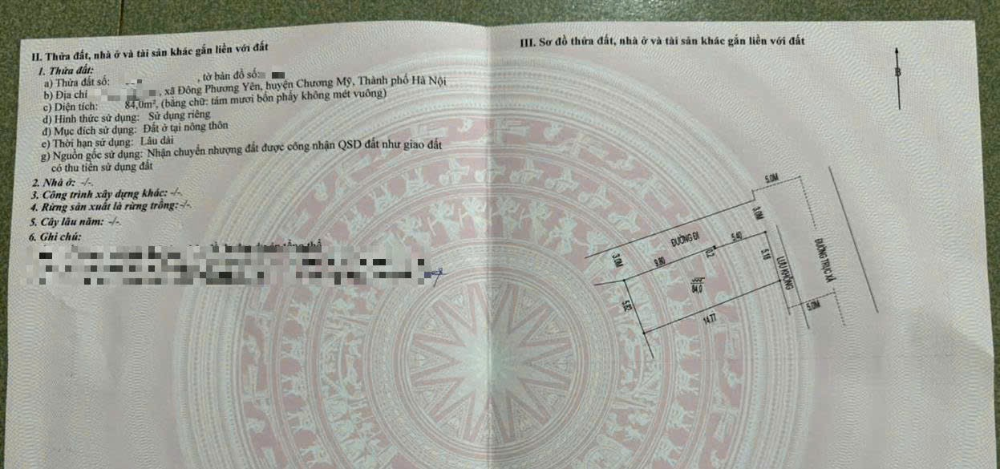 II. Thửa đất, nhà ở và tài sản khác gắn liền với đất
1. Thửa đất:
a) Thửa đất số: , tờ bản đồ số:
b) Địa chỉ , xã Đông Phương Yên, huyện Chương Mỹ, Thành phố Hà Nội
c) Diện tích: 84,0m², (bằng chữ: tám mươi bốn phẩy không mét vuông)
d) Hình thức sử dụng: Sử dụng riêng
đ) Mục đích sử dụng: Đất ở tại nông thôn
e) Thời hạn sử dụng: Lâu dài
g) Nguồn gốc sử dụng: Nhận chuyển nhượng đất được công nhận QSD đất như giao đất
có thu tiền sử dụng đất
2. Nhà ở: -/-.
3. Công trình xây dựng khác: -/-.
4. Rừng sản xuất là rừng trồng: -/-.
5. Cây lâu năm: -/-.
6. Ghi chú:
III. Sơ đồ thửa đất, nhà ở và tài sản khác gắn liền với đất
B
5.0M
3.0M
ĐƯỜNG ĐI
5.40
3.0M
9.80
0.2
5.18
LƯU KHÔNG
ĐƯỜNG TRỤC XÃ
84,0
5.82
14.77
5.0M